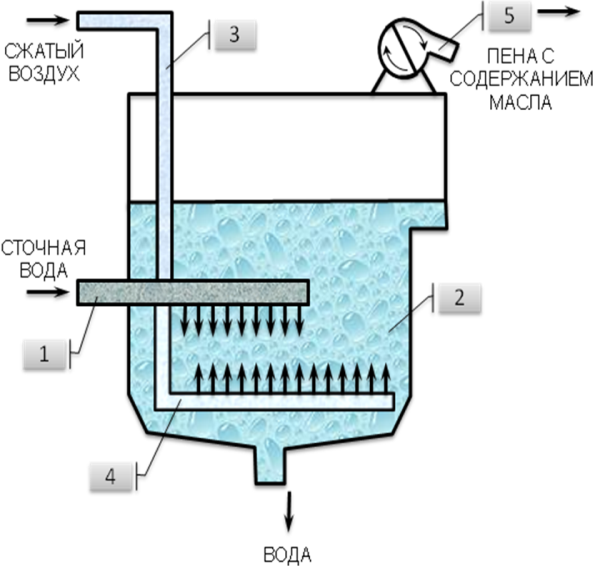 3
5
СЖАТЫЙ
ВОЗДУХ
ПЕНА С
СОДЕРЖАНИЕМ
МАСЛА
СТОЧНАЯ
ВОДА
2
1
4
ВОДА